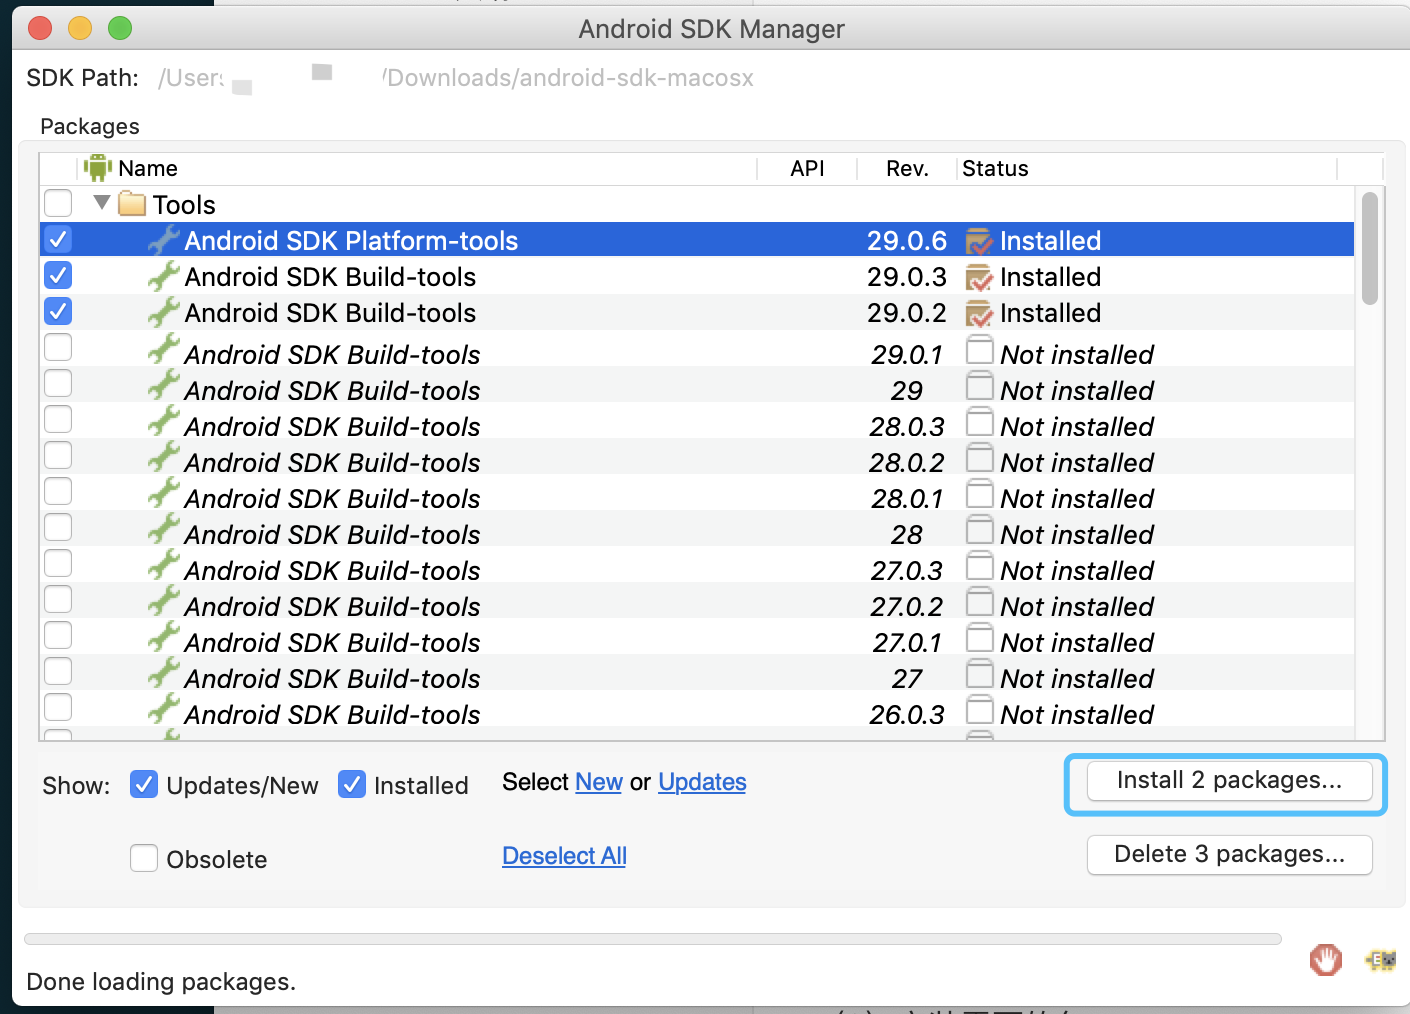 Android SDK Manager
SDK Path: /Users /Downloads/android-sdk-macosx
Packages
Name API Rev. Status
Tools
Android SDK Platform-tools 29.0.6 Installed
Android SDK Build-tools 29.0.3 Installed
Android SDK Build-tools 29.0.2 Installed
Android SDK Build-tools 29.0.1 Not installed
Android SDK Build-tools 29 Not installed
Android SDK Build-tools 28.0.3 Not installed
Android SDK Build-tools 28.0.2 Not installed
Android SDK Build-tools 28.0.1 Not installed
Android SDK Build-tools 28 Not installed
Android SDK Build-tools 27.0.3 Not installed
Android SDK Build-tools 27.0.2 Not installed
Android SDK Build-tools 27.0.1 Not installed
Android SDK Build-tools 27 Not installed
Android SDK Build-tools 26.0.3 Not installed
Show: Updates/New Installed Select New or Updates Install 2 packages...
Obsolete Deselect All Delete 3 packages...
Done loading packages.